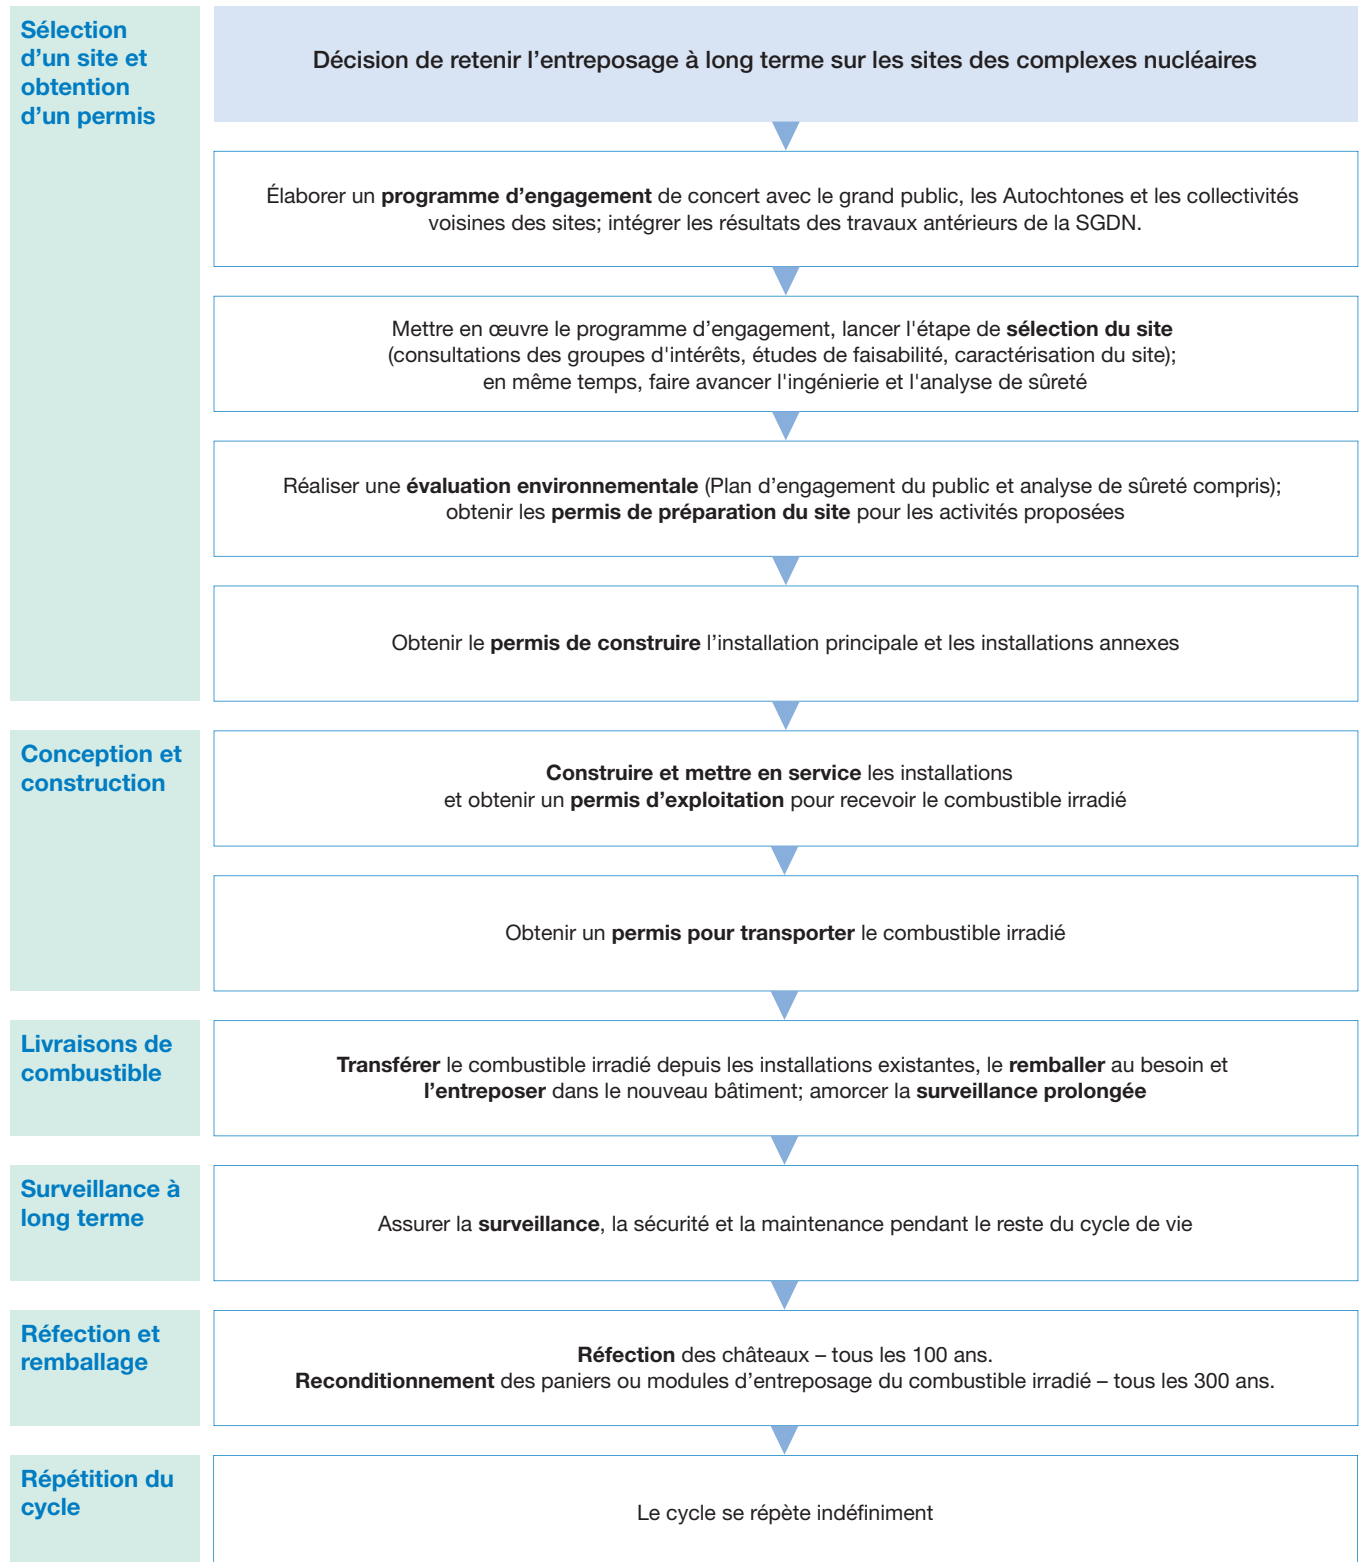 Sélection
d’un site et
obtention
d’un permis
Décision de retenir l’entreposage à long terme sur les sites des complexes nucléaires
Élaborer un programme d’engagement de concert avec le grand public, les Autochtones et les collectivités
voisines des sites; intégrer les résultats des travaux antérieurs de la SGDN.
Mettre en œuvre le programme d’engagement, lancer l'étape de sélection du site
(consultations des groupes d'intérêts, études de faisabilité, caractérisation du site);
en même temps, faire avancer l'ingénierie et l'analyse de sûreté
Réaliser une évaluation environnementale (Plan d’engagement du public et analyse de sûreté compris);
obtenir les permis de préparation du site pour les activités proposées
Obtenir le permis de construire l’installation principale et les installations annexes
Conception et
construction
Construire et mettre en service les installations
et obtenir un permis d’exploitation pour recevoir le combustible irradié
Obtenir un permis pour transporter le combustible irradié
Livraisons de
combustible
Transférer le combustible irradié depuis les installations existantes, le remballer au besoin et
l’entreposer dans le nouveau bâtiment; amorcer la surveillance prolongée
Surveillance à
long terme
Assurer la surveillance, la sécurité et la maintenance pendant le reste du cycle de vie
Réfection et
remballage
Réfection des châteaux – tous les 100 ans.
Reconditionnement des paniers ou modules d’entreposage du combustible irradié – tous les 300 ans.
Répétition du
cycle
Le cycle se répète indéfiniment